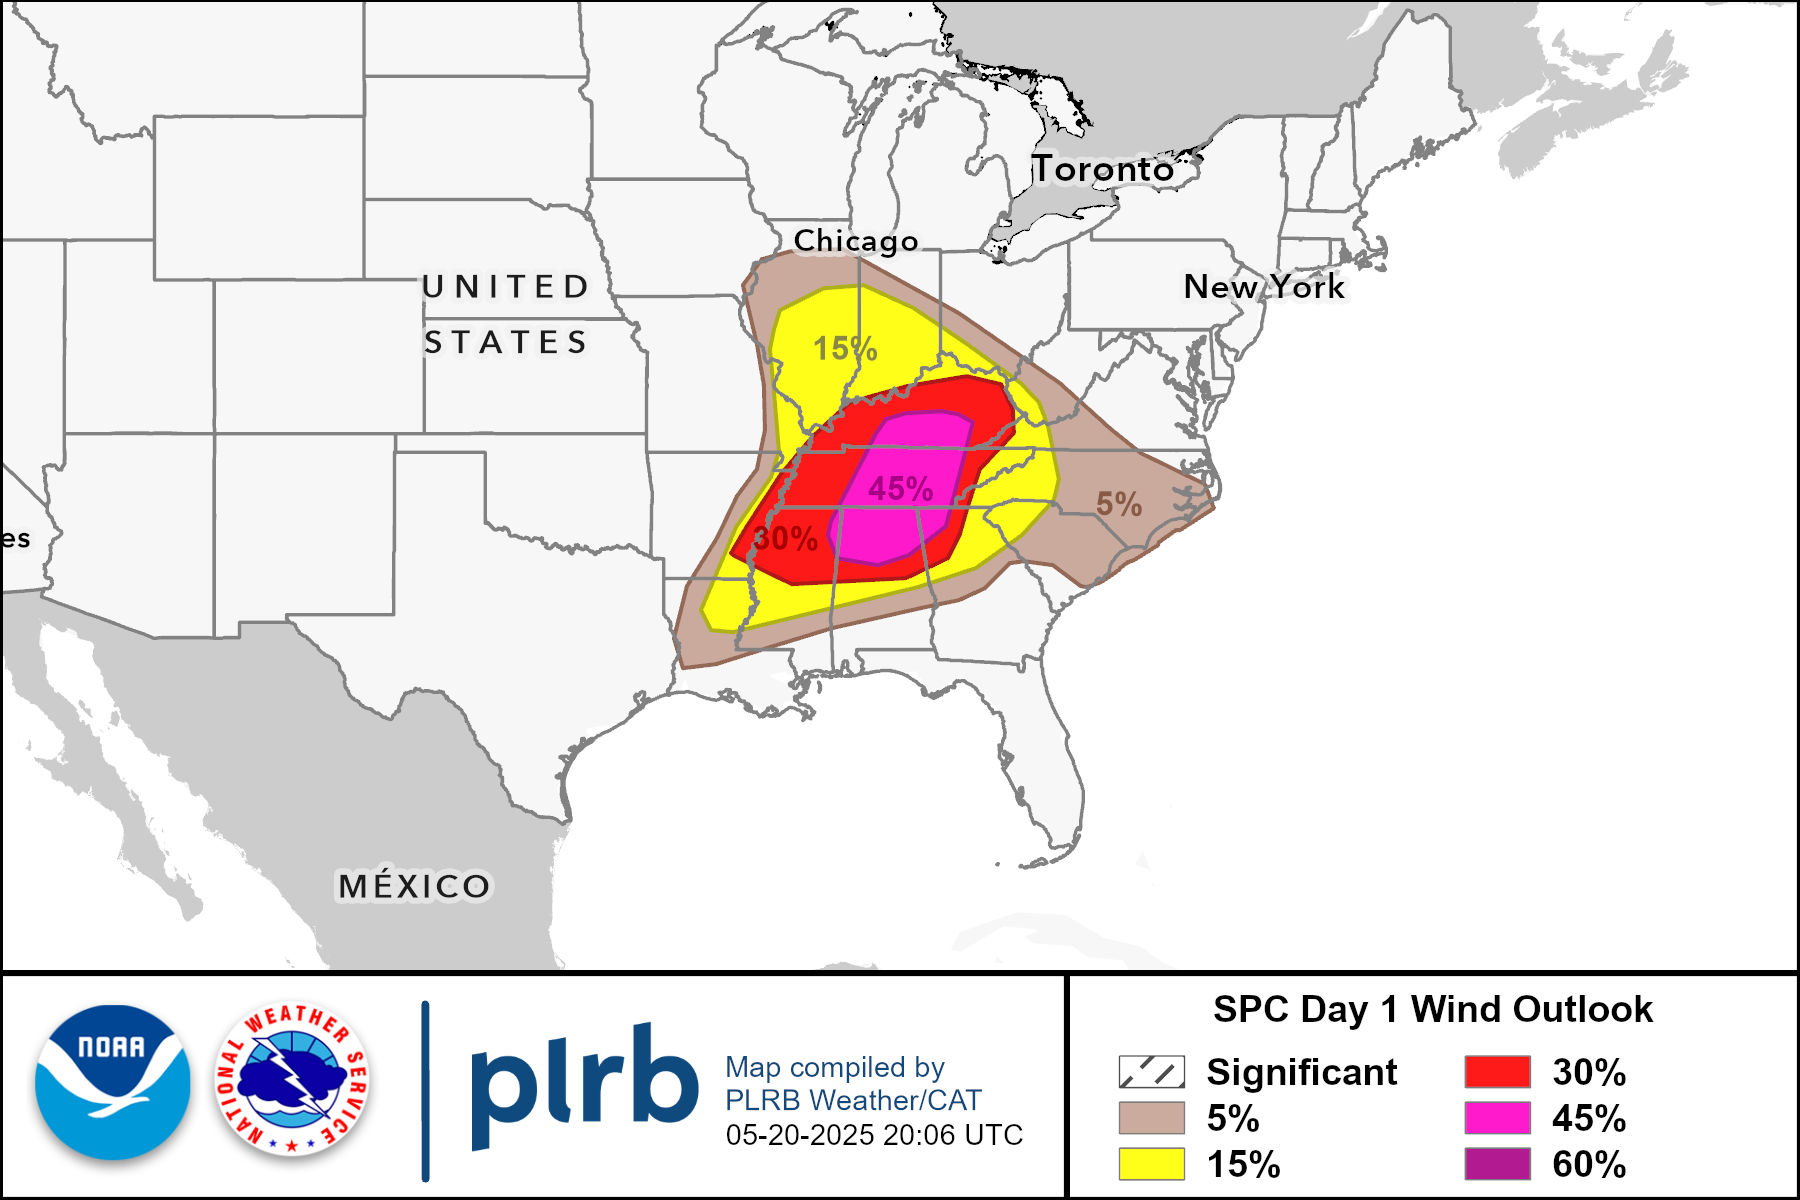 Toronto
Chicago
New York
UNITED
STATES
15%
45%
5%
30%
es
MÉXICO
NOAA
NATIONAL WEATHER SERVICE
plrb
Map compiled by
PLRB Weather/CAT
05-20-2025 20:06 UTC
SPC Day 1 Wind Outlook
Significant
5%
15%
30%
45%
60%